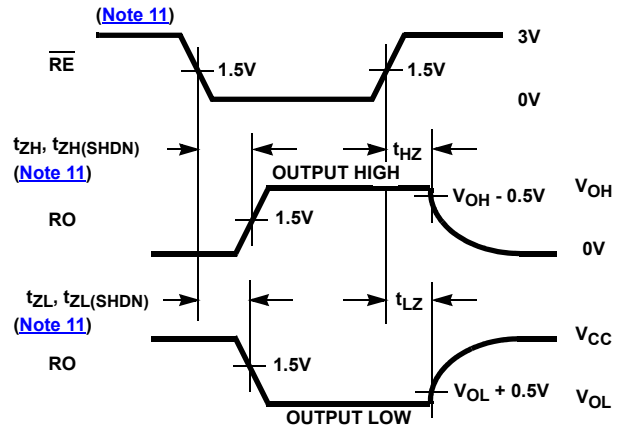 (Note 11)
RE
3V
1.5V
1.5V
0V
tZH, tZH(SHDN)
(Note 11)
tHZ
OUTPUT HIGH
VOH - 0.5V
VOH
RO
1.5V
0V
tZL, tZL(SHDN)
(Note 11)
tLZ
VCC
RO
1.5V
VOL + 0.5V
VOL
OUTPUT LOW